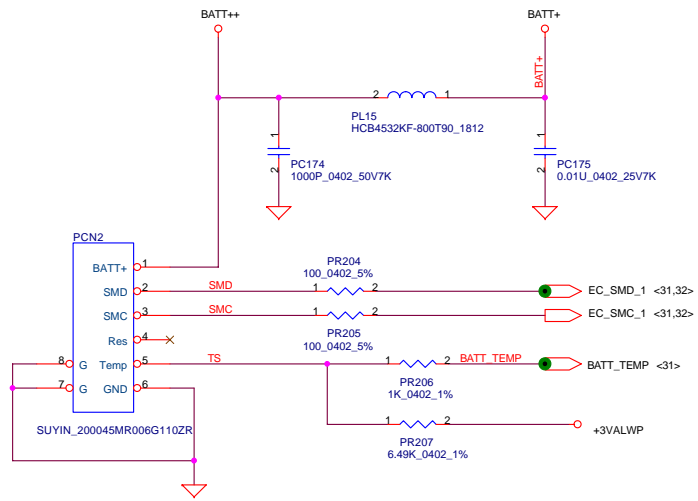 BATT++
BATT+
BATT+
2
1
PL15
HCB4532KF-800T90_1812
1
2
PC174
1000P_0402_50V7K
1
2
PC175
0.01U_0402_25V7K
PCN2
BATT+ 1
SMD 2 SMD
SMC 3 SMC
Res 4
8 G Temp 5 TS
7 G GND 6
SUYIN_200045MR006G110ZR
PR204
100_0402_5%
1 2
EC_SMD_1 <31,32>
1 2
EC_SMC_1 <31,32>
PR205
100_0402_5%
1 2 BATT_TEMP
BATT_TEMP <31>
PR206
1K_0402_1%
1 2
+3VALWP
PR207
6.49K_0402_1%